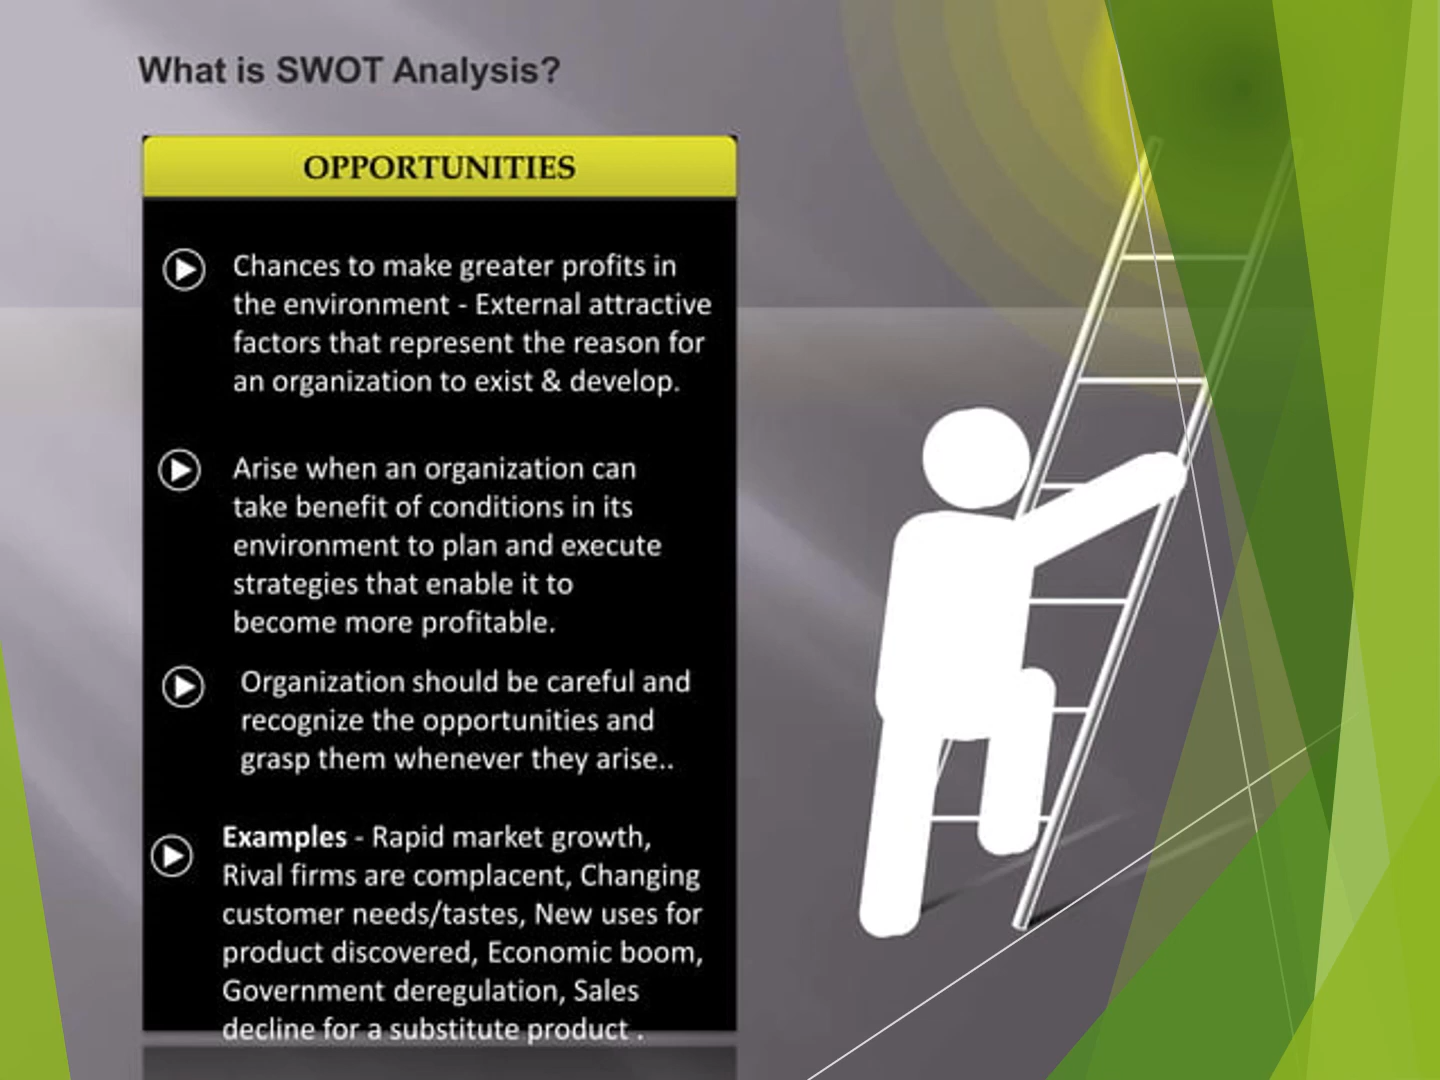 What is SWOT Analysis?
OPPORTUNITIES
Chances to make greater profits in
the environment - External attractive
factors that represent the reason for
an organization to exist & develop.
Arise when an organization can
take benefit of conditions in its
environment to plan and execute
strategies that enable it to
become more profitable.
Organization should be careful and
recognize the opportunities and
grasp them whenever they arise..
Examples - Rapid market growth,
Rival firms are complacent, Changing
customer needs/tastes, New uses for
product discovered, Economic boom,
Government deregulation, Sales
decline for a substitute product .